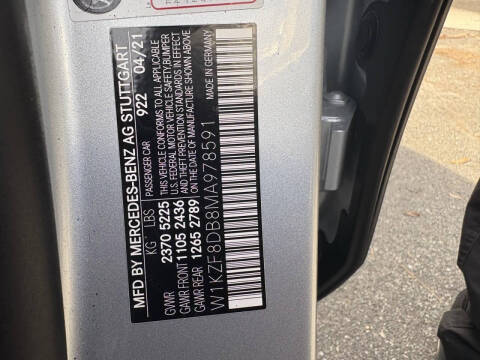 MFD BY MERCEDES-BENZ AG STUTTGART
PASSENGER CAR 922 04/21
KG LBS
GVWR 2370 5225
GAWR FRONT 1105 2436
GAWR REAR 1265 2789
THIS VEHICLE CONFORMS TO ALL APPLICABLE
U.S. FEDERAL MOTOR VEHICLE SAFETY, BUMPER
AND THEFT PREVENTION STANDARDS IN EFFECT
ON THE DATE OF MANUFACTURE SHOWN ABOVE
MADE IN GERMANY
W1KZF8DB8MA978591